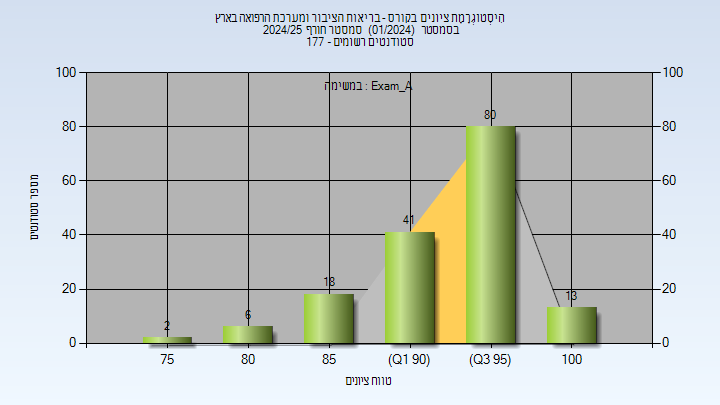 הִיסְטוֹגְרָמַת ציונים בקורס - בריאות הציבור ומערכת הרפואה בארץ
בסמסטר (01/2024) סמסטר חורף 2024/25
סטודנטים רשומים - 177
במשימה : Exam_A
מספר סטודנטים
100 80 60 40 20 0
100 80 60 40 20 0
2 6 18 41 80 13
75 80 85 (Q1 90) (Q3 95) 100
טווח ציונים